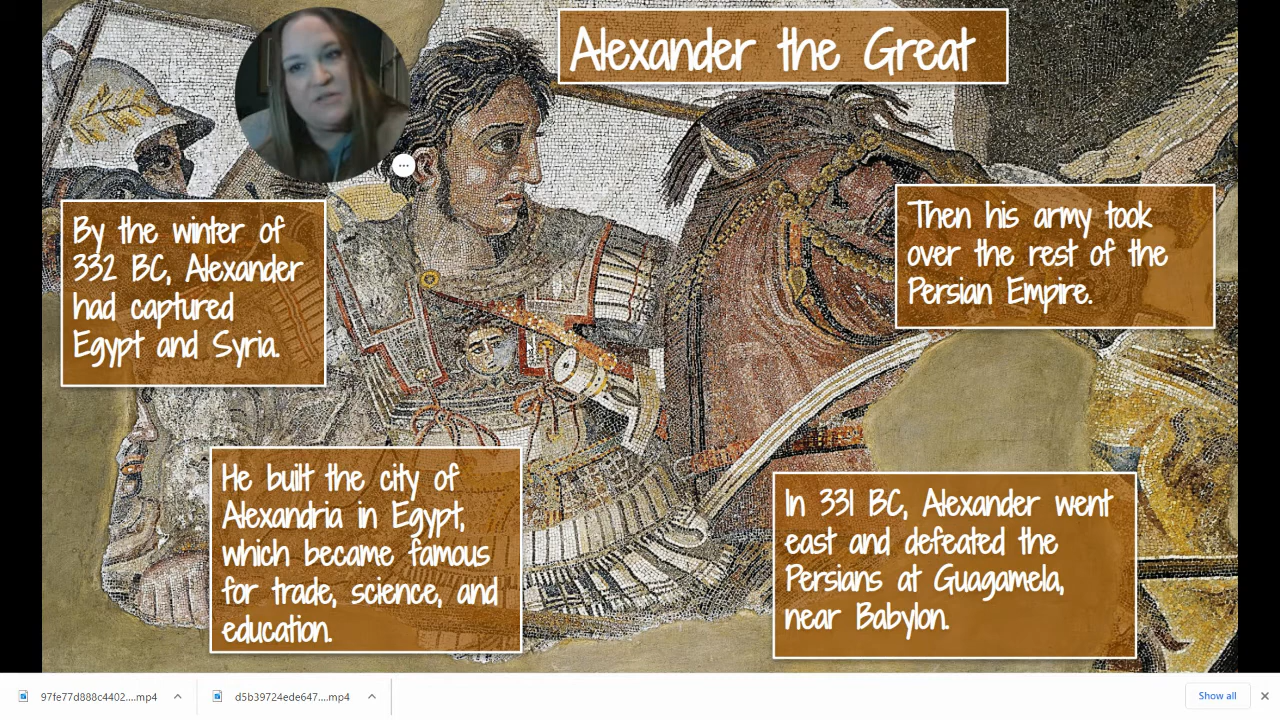 Alexander the Great
By the winter of
332 BC, Alexander
had captured
Egypt and Syria.
He built the city of
Alexandria in Egypt,
which became famous
for trade, science, and
education.
Then his army took
over the rest of the
Persian Empire.
In 331 BC, Alexander went
east and defeated the
Persians at Guagamela,
near Babylon.
97fe77d888c4402....mp4
d5b39724ede647....mp4
Show all